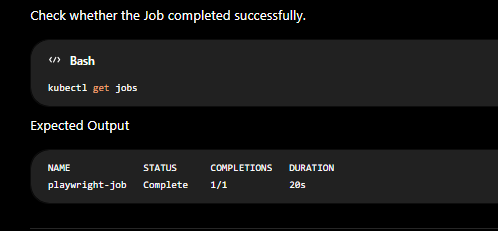 Check whether the Job completed successfully.
</> Bash
kubectl get jobs
Expected Output
NAME STATUS COMPLETIONS DURATION
playwright-job Complete 1/1 20s